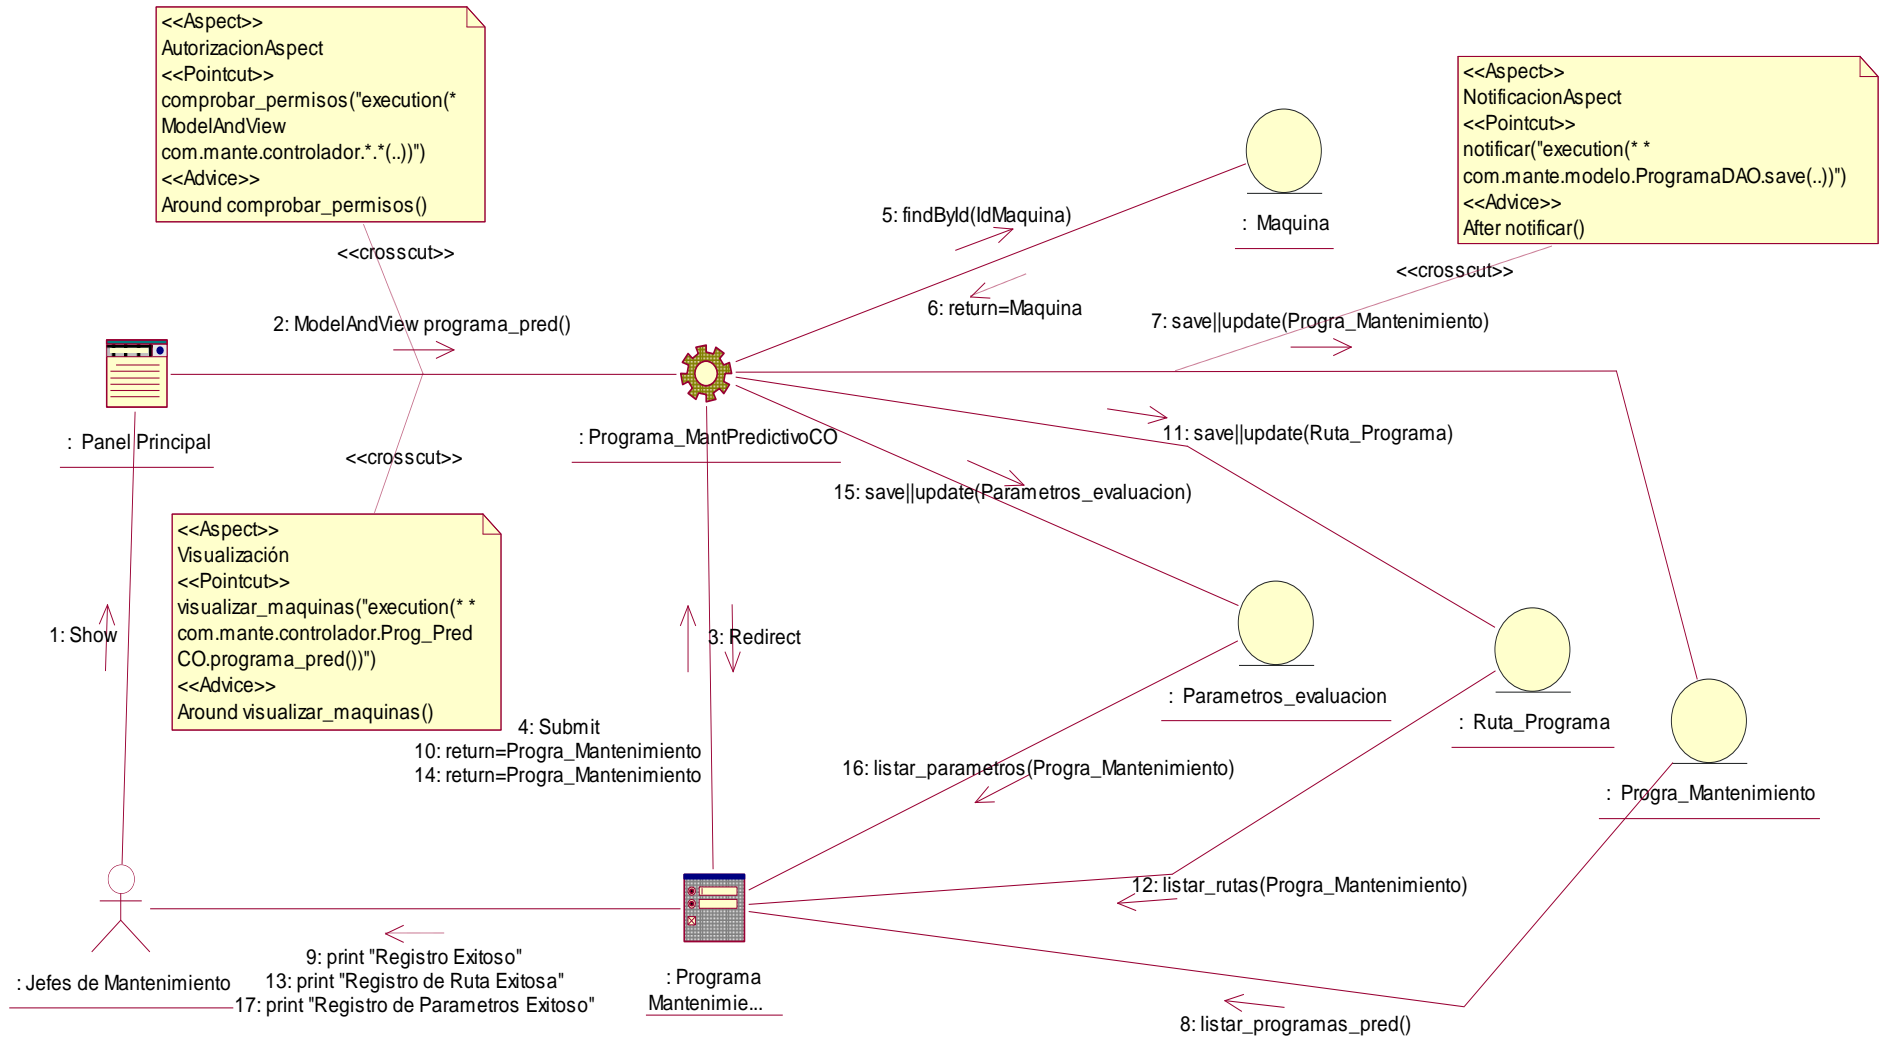 <<Aspect>>
AutorizacionAspect
<<Pointcut>>
comprobar_permisos("execution(*
ModelAndView
com.mante.controlador.*.*(..))")
<<Advice>>
Around comprobar_permisos()
<<Aspect>>
NotificacionAspect
<<Pointcut>>
notificar("execution(* *
com.mante.modelo.ProgramaDAO.save(..))")
<<Advice>>
After notificar()
<<crosscut>>
<<crosscut>>
5: findById(IdMaquina)
: Maquina
6: return=Maquina
2: ModelAndView programa_pred()
7: save||update(Progra_Mantenimiento)
: Panel Principal
: Programa_MantPredictivoCO
11: save||update(Ruta_Programa)
<<crosscut>>
15: save||update(Parametros_evaluacion)
<<Aspect>>
Visualización
<<Pointcut>>
visualizar_maquinas("execution(* *
com.mante.controlador.Prog_Pred
CO.programa_pred())")
<<Advice>>
Around visualizar_maquinas()
1: Show
3: Redirect
: Parametros_evaluacion
: Ruta_Programa
4: Submit
10: return=Progra_Mantenimiento
14: return=Progra_Mantenimiento
16: listar_parametros(Progra_Mantenimiento)
: Progra_Mantenimiento
12: listar_rutas(Progra_Mantenimiento)
9: print "Registro Exitoso"
13: print "Registro de Ruta Exitosa"
17: print "Registro de Parametros Exitoso"
: Jefes de Mantenimiento
: Programa
Mantenimie...
8: listar_programas_pred()